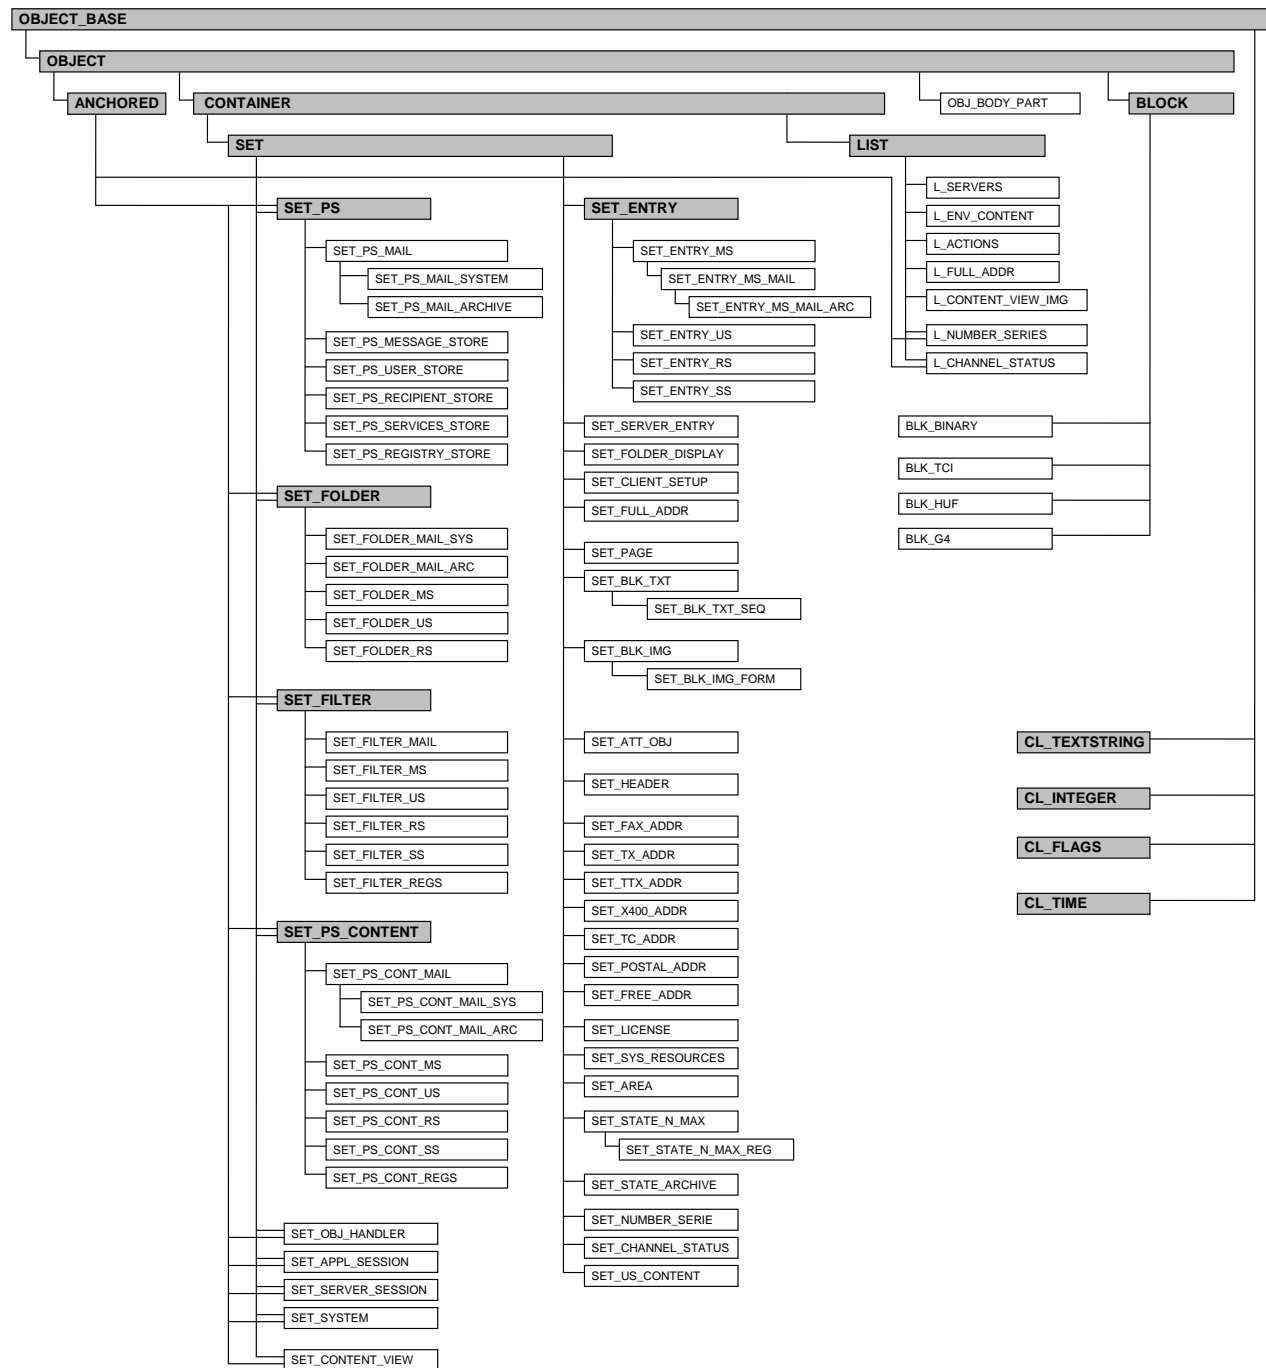 OBJECT_BASE
OBJECT
ANCHORED
CONTAINER
OBJ_BODY_PART
BLOCK
SET
LIST
SET_PS
SET_PS_MAIL
SET_PS_MAIL_SYSTEM
SET_PS_MAIL_ARCHIVE
SET_PS_MESSAGE_STORE
SET_PS_USER_STORE
SET_PS_RECIPIENT_STORE
SET_PS_SERVICES_STORE
SET_PS_REGISTRY_STORE
SET_FOLDER
SET_FOLDER_MAIL_SYS
SET_FOLDER_MAIL_ARC
SET_FOLDER_MS
SET_FOLDER_US
SET_FOLDER_RS
SET_FILTER
SET_FILTER_MAIL
SET_FILTER_MS
SET_FILTER_US
SET_FILTER_RS
SET_FILTER_SS
SET_FILTER_REGS
SET_PS_CONTENT
SET_PS_CONT_MAIL
SET_PS_CONT_MAIL_SYS
SET_PS_CONT_MAIL_ARC
SET_PS_CONT_MS
SET_PS_CONT_US
SET_PS_CONT_RS
SET_PS_CONT_SS
SET_PS_CONT_REGS
SET_OBJ_HANDLER
SET_APPL_SESSION
SET_SERVER_SESSION
SET_SYSTEM
SET_CONTENT_VIEW
SET_ENTRY
SET_ENTRY_MS
SET_ENTRY_MS_MAIL
SET_ENTRY_MS_MAIL_ARC
SET_ENTRY_US
SET_ENTRY_RS
SET_ENTRY_SS
SET_SERVER_ENTRY
SET_FOLDER_DISPLAY
SET_CLIENT_SETUP
SET_FULL_ADDR
SET_PAGE
SET_BLK_TXT
SET_BLK_TXT_SEQ
SET_BLK_IMG
SET_BLK_IMG_FORM
SET_ATT_OBJ
SET_HEADER
SET_FAX_ADDR
SET_TX_ADDR
SET_TTX_ADDR
SET_X400_ADDR
SET_TC_ADDR
SET_POSTAL_ADDR
SET_FREE_ADDR
SET_LICENSE
SET_SYS_RESOURCES
SET_AREA
SET_STATE_N_MAX
SET_STATE_N_MAX_REG
SET_STATE_ARCHIVE
SET_NUMBER_SERIE
SET_CHANNEL_STATUS
SET_US_CONTENT
L_SERVERS
L_ENV_CONTENT
L_ACTIONS
L_FULL_ADDR
L_CONTENT_VIEW_IMG
L_NUMBER_SERIES
L_CHANNEL_STATUS
BLK_BINARY
BLK_TCI
BLK_HUF
BLK_G4
CL_TEXTSTRING
CL_INTEGER
CL_FLAGS
CL_TIME